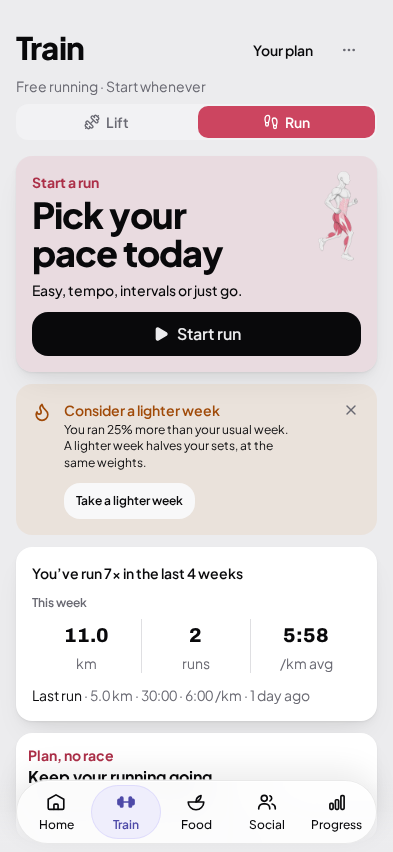 Train
Your plan
Free running · Start whenever
Lift
Run
Start a run
Pick your
pace today
Easy, tempo, intervals or just go.
Start run
Consider a lighter week
You ran 25% more than your usual week.
A lighter week halves your sets, at the
same weights.
Take a lighter week
You've run 7× in the last 4 weeks
This week
11.0 2 5:58
km runs /km avg
Last run · 5.0 km · 30:00 · 6:00 /km · 1 day ago
Plan, no race
Keep your running going
Home Train Food Social Progress